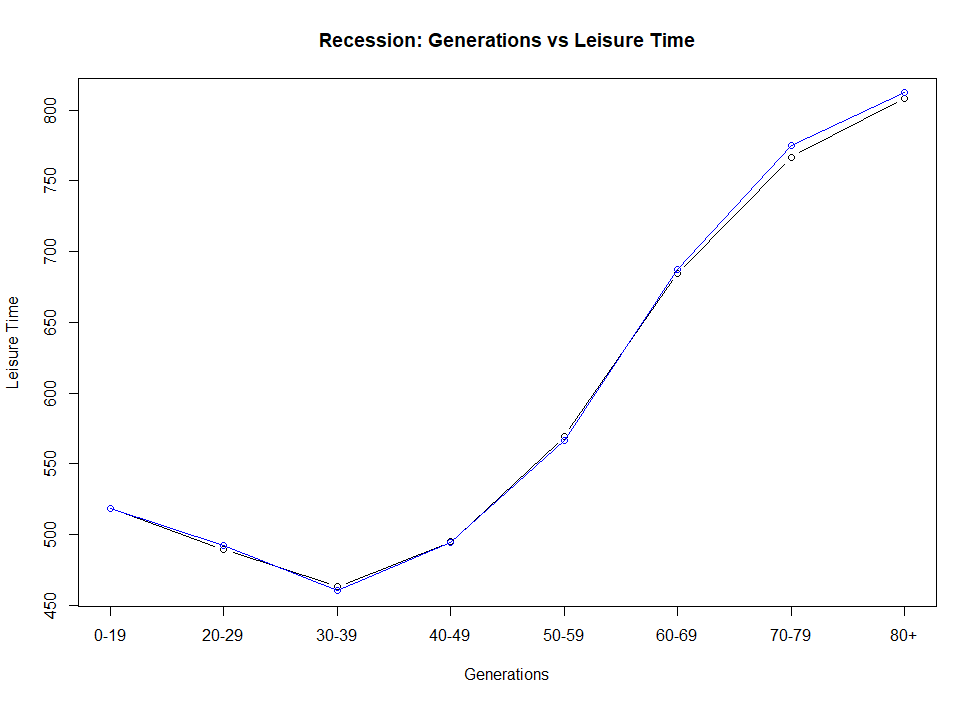 Recession: Generations vs Leisure Time
Leisure Time
800
750
700
650
600
550
500
450
0-19 20-29 30-39 40-49 50-59 60-69 70-79 80+
Generations